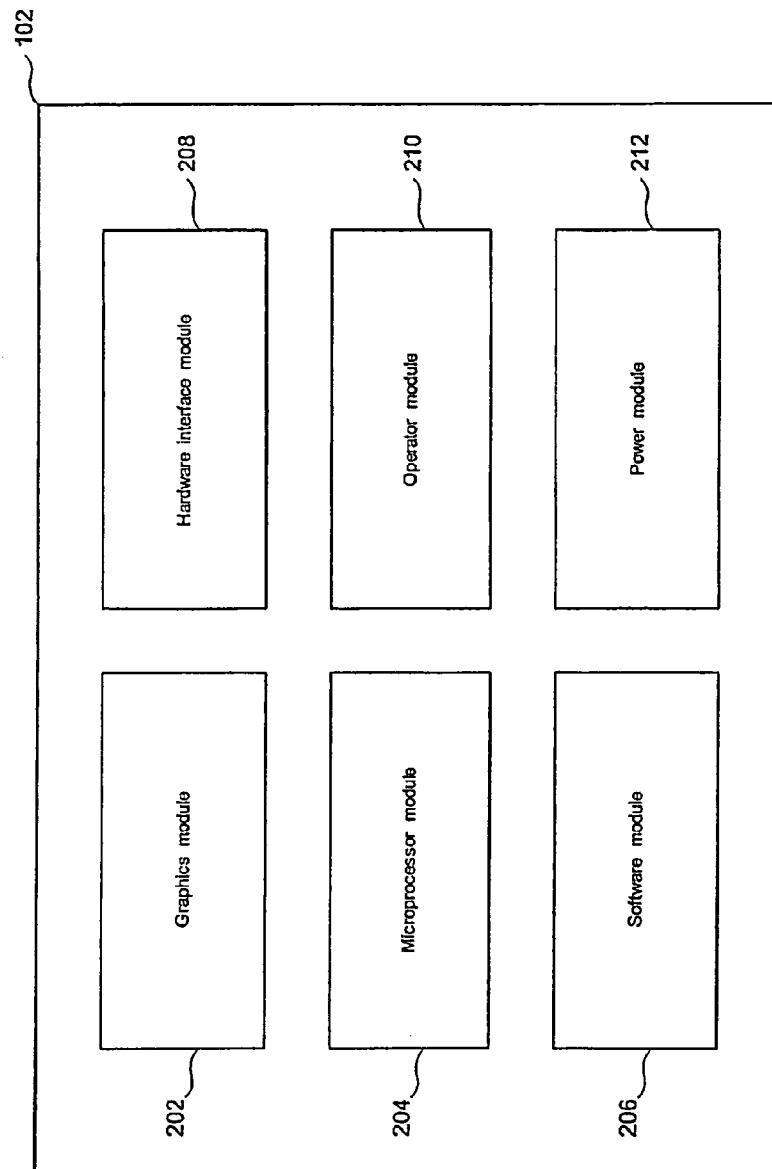 102
Graphics module
202
Hardware interface module
208
Microprocessor module
204
Operator module
210
Software module
206
Power module
212